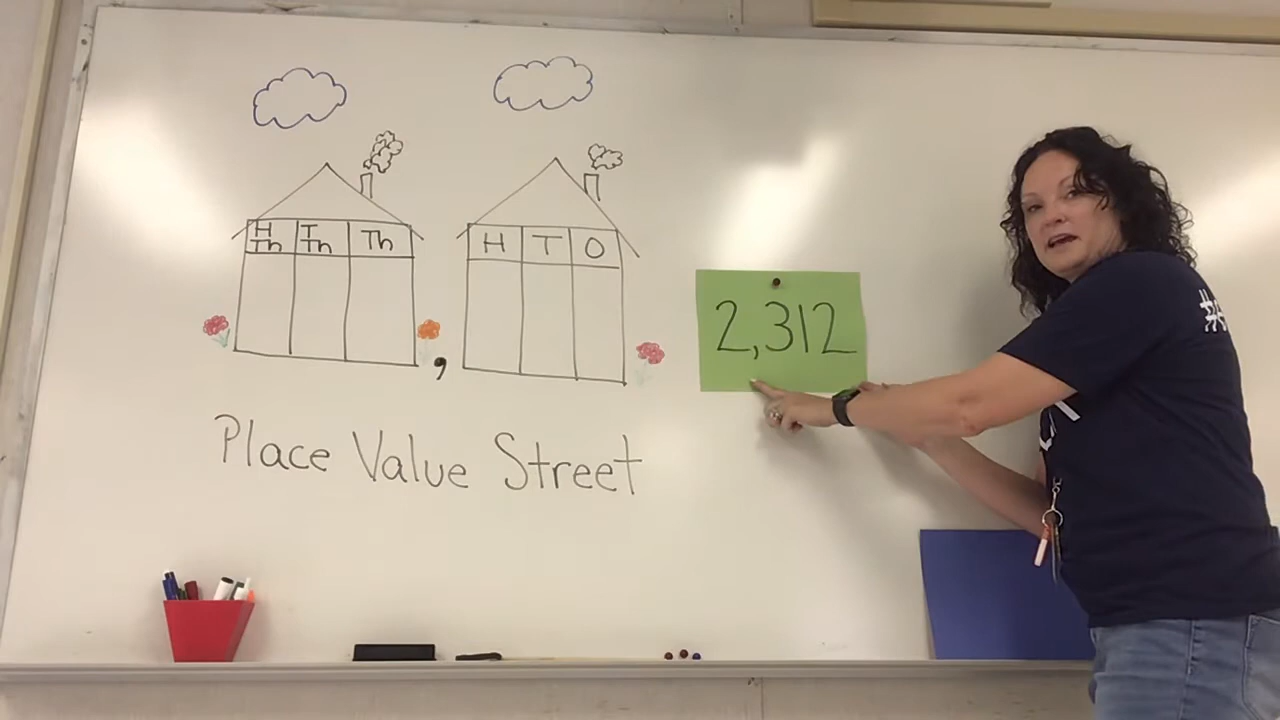 H Th T Th Th
H T O
,
2,312
Place Value Street